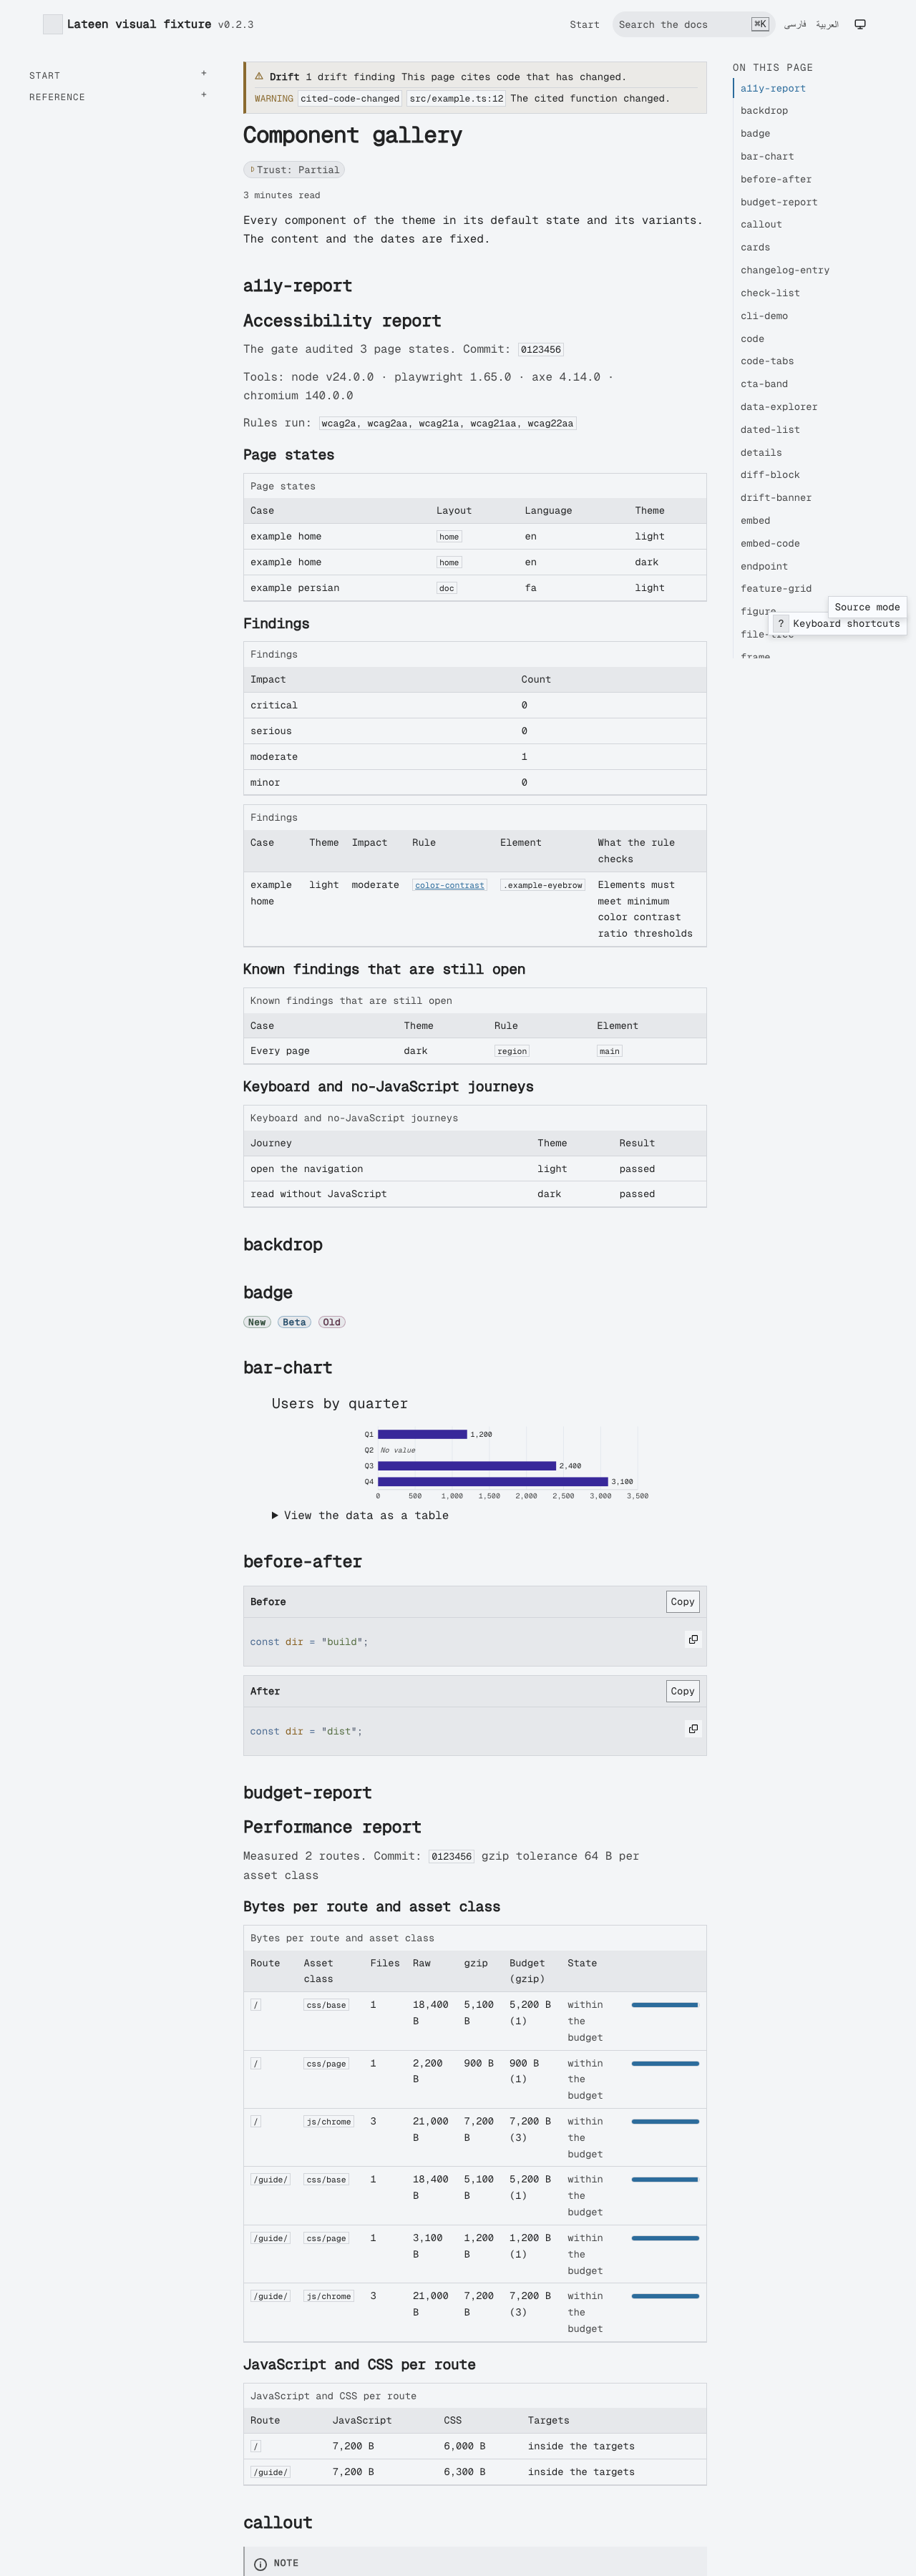 Lateen visual fixture v0.2.3
Start
Search the docs ⌘K
فارسی
العربية
START +
REFERENCE +
Drift 1 drift finding This page cites code that has changed.
WARNING cited-code-changed src/example.ts:12 The cited function changed.
Component gallery
Trust: Partial
3 minutes read
Every component of the theme in its default state and its variants.
The content and the dates are fixed.
a11y-report
Accessibility report
The gate audited 3 page states. Commit: 0123456
Tools: node v24.0.0 · playwright 1.65.0 · axe 4.14.0 ·
chromium 140.0.0
Rules run: wcag2a, wcag2aa, wcag21a, wcag21aa, wcag22aa
Page states
Page states
Case Layout Language Theme
example home home en light
example home home en dark
example persian doc fa light
Findings
Findings
Impact Count
critical 0
serious 0
moderate 1
minor 0
Findings
Case Theme Impact Rule Element What the rule
checks
example light moderate color-contrast .example-eyebrow Elements must
home meet minimum
color contrast
ratio thresholds
Known findings that are still open
Known findings that are still open
Case Theme Rule Element
Every page dark region main
Keyboard and no-JavaScript journeys
Keyboard and no-JavaScript journeys
Journey Theme Result
open the navigation light passed
read without JavaScript dark passed
backdrop
badge
New Beta Old
bar-chart
Users by quarter
Q1 1,200
Q2 No value
Q3 2,400
Q4 3,100
0 500 1,000 1,500 2,000 2,500 3,000 3,500
View the data as a table
before-after
Before Copy
const dir = "build";
After Copy
const dir = "dist";
budget-report
Performance report
Measured 2 routes. Commit: 0123456 gzip tolerance 64 B per
asset class
Bytes per route and asset class
Bytes per route and asset class
Route Asset Files Raw gzip Budget State
class (gzip)
/ css/base 1 18,400 5,100 5,200 B within
B B (1) the
budget
/ css/page 1 2,200 900 B 900 B within
B (1) the
budget
/ js/chrome 3 21,000 7,200 7,200 B within
B B (3) the
budget
/guide/ css/base 1 18,400 5,100 5,200 B within
B B (1) the
budget
/guide/ css/page 1 3,100 1,200 1,200 B within
B B (1) the
budget
/guide/ js/chrome 3 21,000 7,200 7,200 B within
B B (3) the
budget
JavaScript and CSS per route
JavaScript and CSS per route
Route JavaScript CSS Targets
/ 7,200 B 6,000 B inside the targets
/guide/ 7,200 B 6,300 B inside the targets
callout
NOTE
ON THIS PAGE
a11y-report
backdrop
badge
bar-chart
before-after
budget-report
callout
cards
changelog-entry
check-list
cli-demo
code
code-tabs
cta-band
data-explorer
dated-list
details
diff-block
drift-banner
embed
embed-code
endpoint
feature-grid
figure
file-tree
frame
Source mode
? Keyboard shortcuts